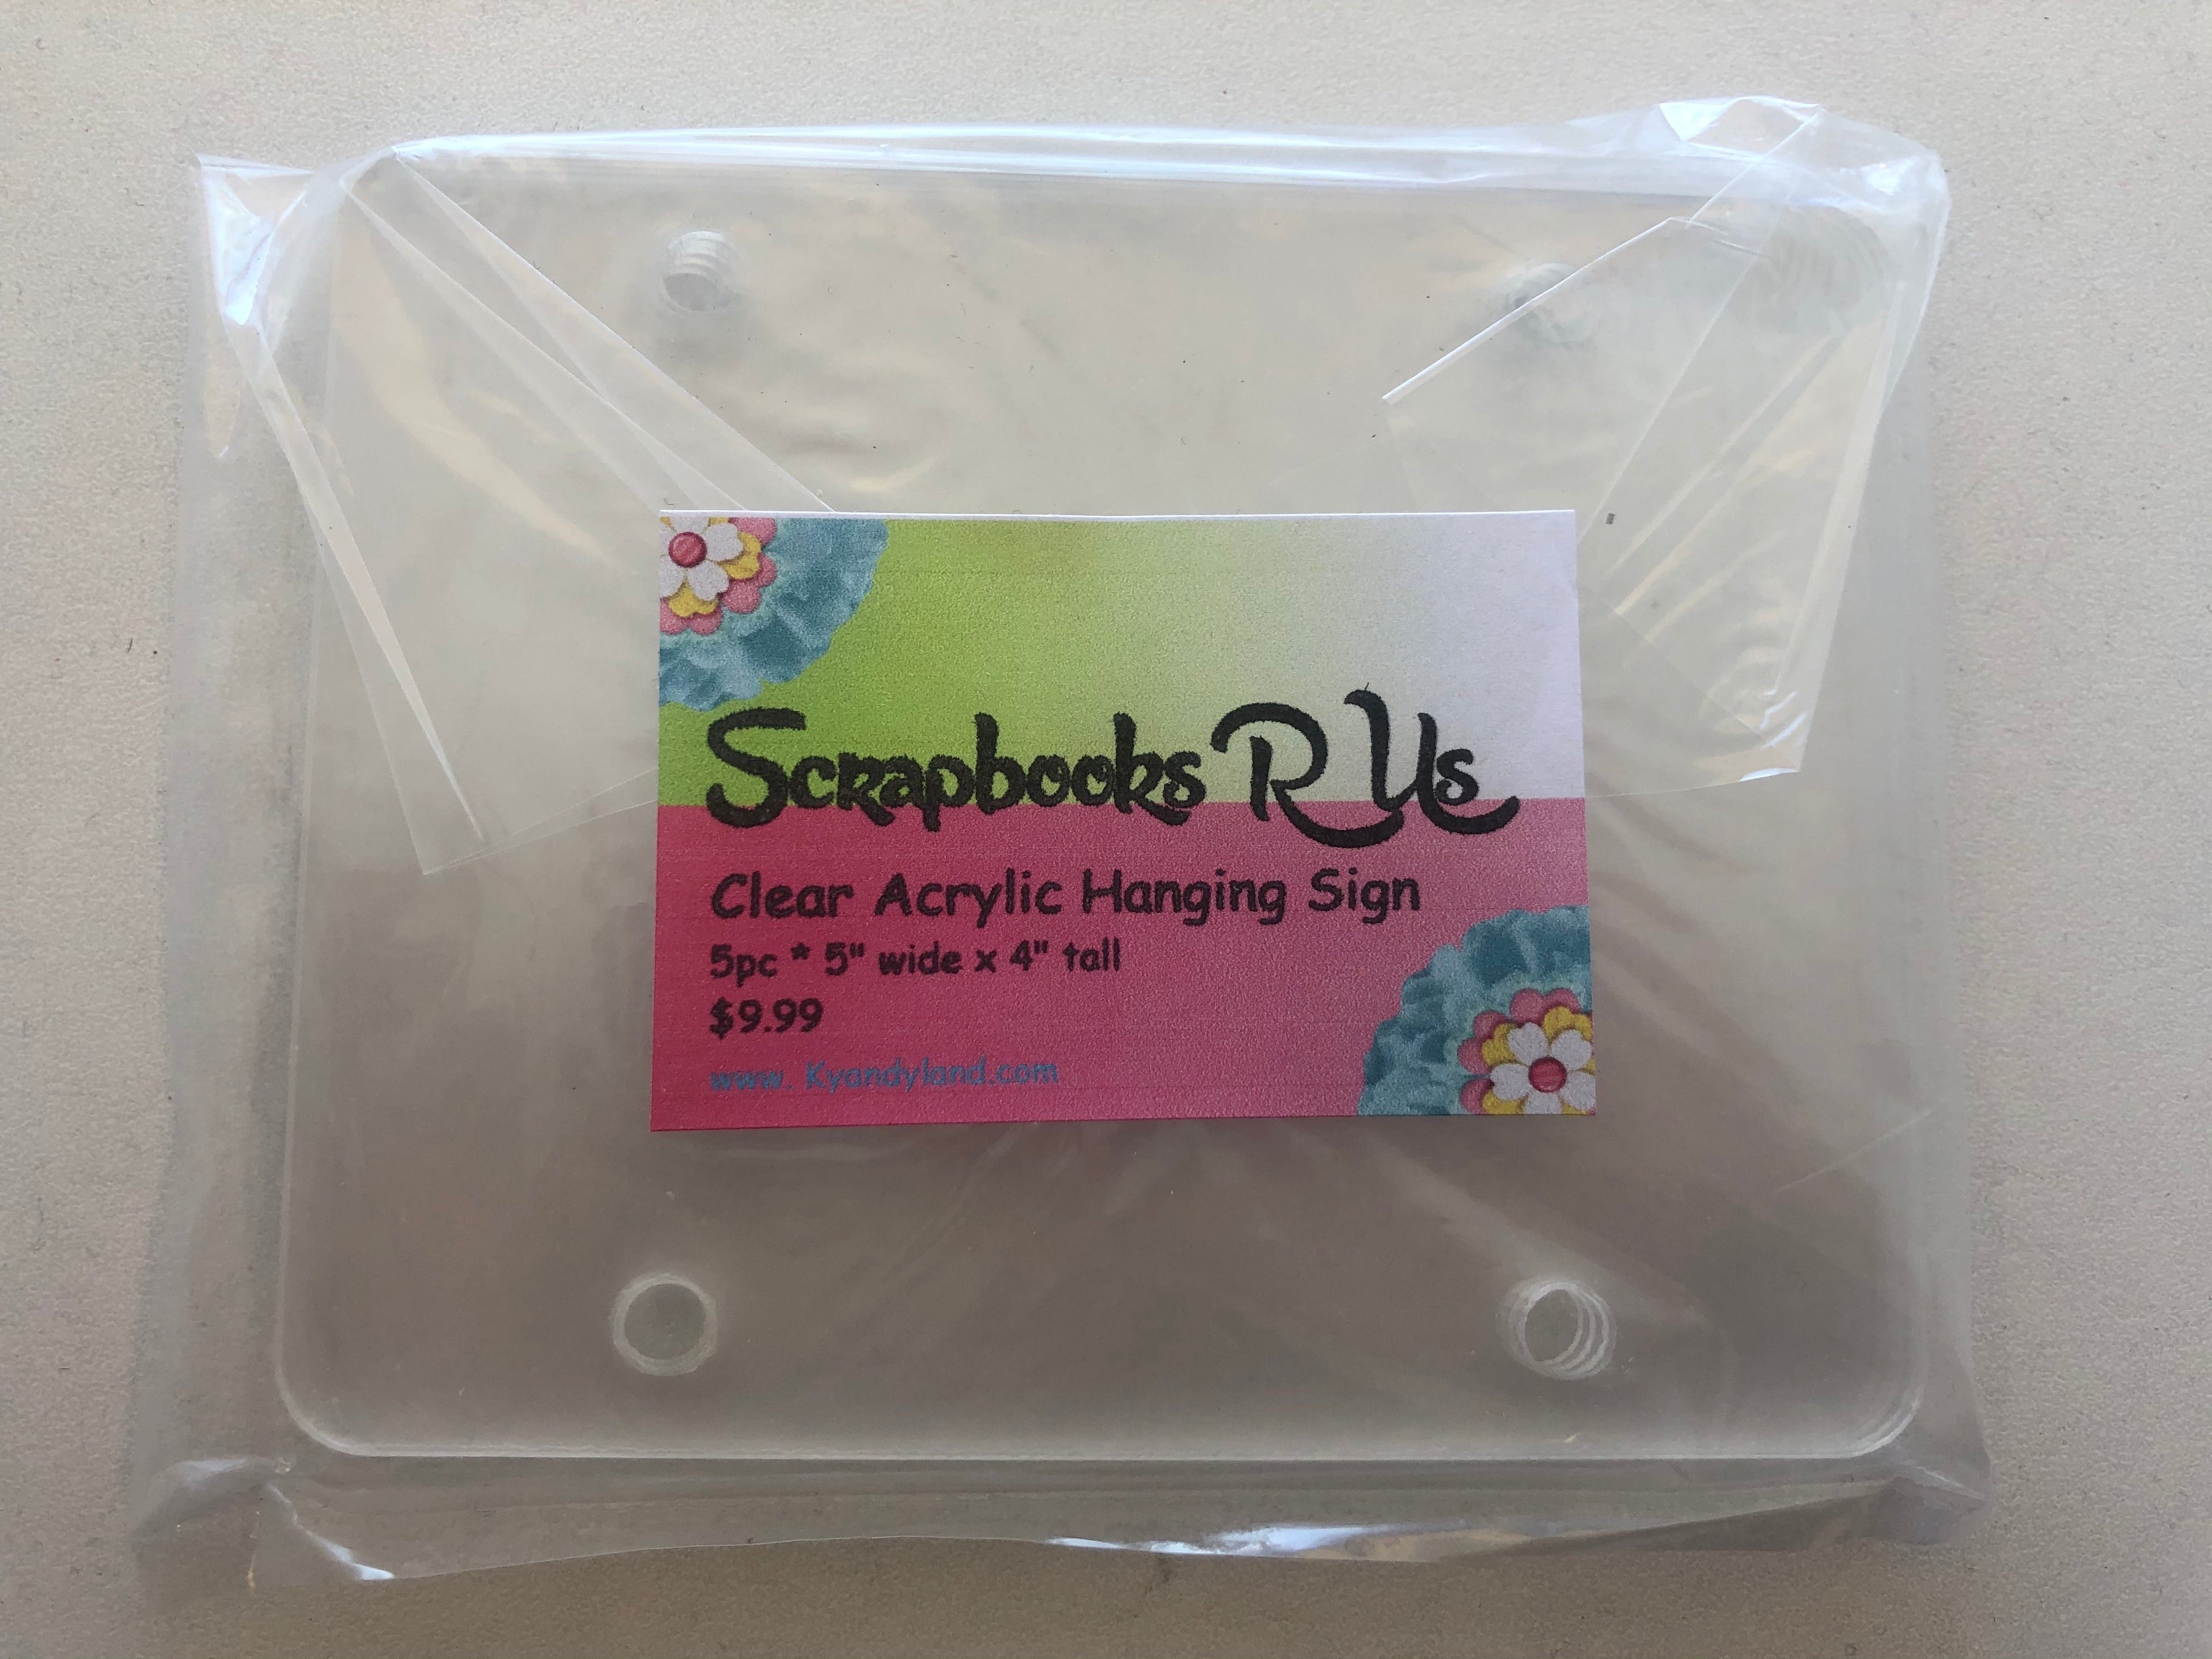 Scrapbooks R Us
Clear Acrylic Hanging Sign
5pc * 5" wide x 4" tall
$9.99
www. Kyandyland.com